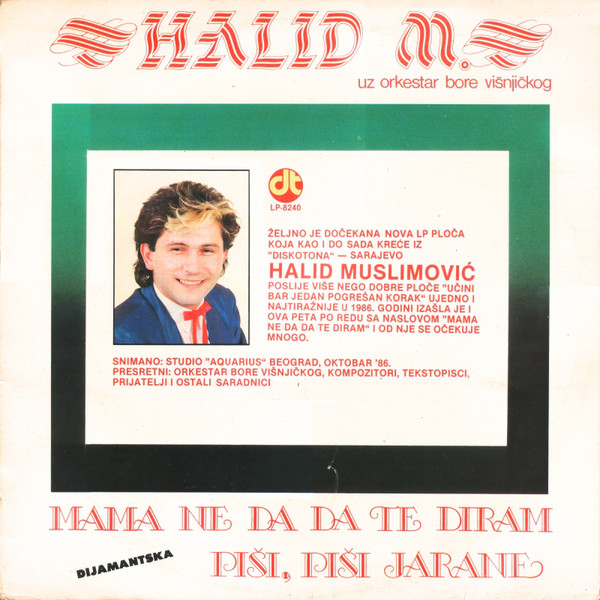 HALID M.
uz orkestar bore višnjičkog
dt
LP-8240
ŽELJNO JE DOČEKANA NOVA LP PLOČA
KOJA KAO I DO SADA KREĆE IZ
"DISKOTONA" — SARAJEVO
HALID MUSLIMOVIĆ
POSLIJE VIŠE NEGO DOBRE PLOČE "UČINI
BAR JEDAN POGREŠAN KORAK" UJEDNO I
NAJTIRAŽNIJE U 1986. GODINI IZAŠLA JE I
OVA PETA PO REDU SA NASLOVOM "MAMA
NE DA DA TE DIRAM" I OD NJE SE OČEKUJE
MNOGO.
SNIMANO: STUDIO "AQUARIUS" BEOGRAD, OKTOBAR '86.
PRESRETNI: ORKESTAR BORE VIŠNJIČKOG, KOMPOZITORI, TEKSTOPISCI,
PRIJATELJI I OSTALI SARADNICI
MAMA NE DA DA TE DIRAM
DIJAMANTSKA
PIŠI, PIŠI JARANE